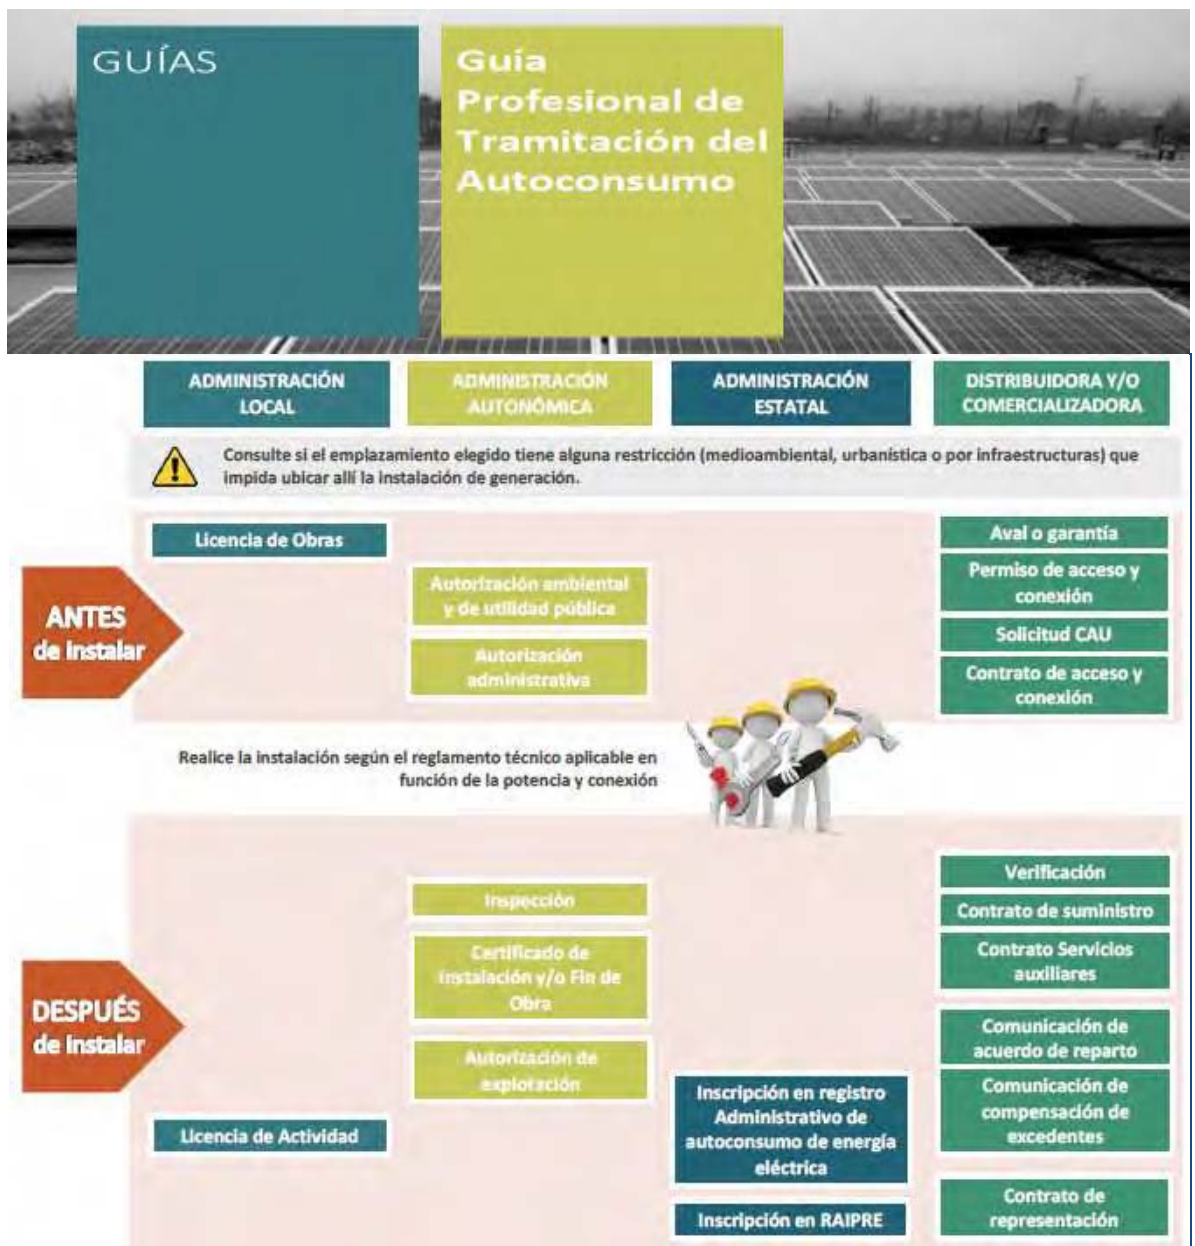 GUÍAS
Guía
Profesional de
Tramitación del
Autoconsumo
ADMINISTRACIÓN
LOCAL
ADMINISTRACIÓN
AUTONÓMICA
ADMINISTRACIÓN
ESTATAL
DISTRIBUIDORA Y/O
COMERCIALIZADORA
Consulte si el emplazamiento elegido tiene alguna restricción (medioambiental, urbanística o por infraestructuras) que
impida ubicar allí la instalación de generación.
ANTES
de instalar
Licencia de Obras
Autorización ambiental
y de utilidad pública
Autorización
administrativa
Aval o garantía
Permiso de acceso y
conexión
Solicitud CAU
Contrato de acceso y
conexión
Realice la instalación según el reglamento técnico aplicable en
función de la potencia y conexión
DESPUÉS
de instalar
Licencia de Actividad
Inspección
Certificado de
Instalación y/o Fin de
Obra
Autorización de
explotación
Inscripción en registro
Administrativo de
autoconsumo de energía
eléctrica
Inscripción en RAIPRE
Verificación
Contrato de suministro
Contrato Servicios
auxiliares
Comunicación de
acuerdo de reparto
Comunicación de
compensación de
excedentes
Contrato de
representación